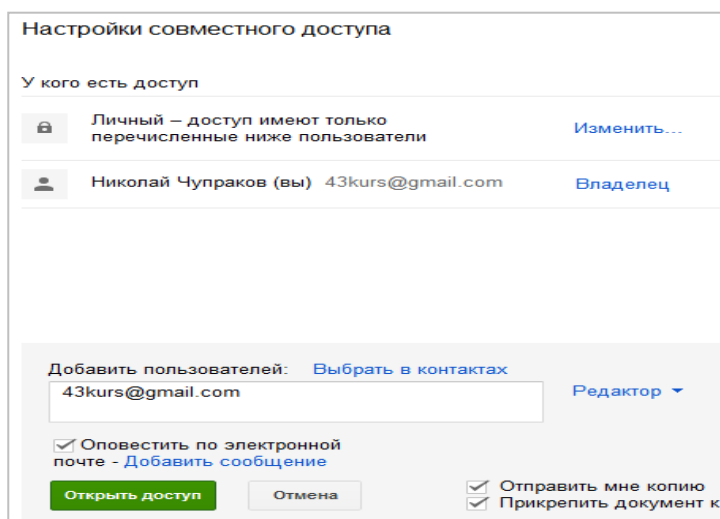 Настройки совместного доступа
У кого есть доступ
Личный – доступ имеют только
перечисленные ниже пользователи
Изменить...
Николай Чупраков (вы) 43kurs@gmail.com
Владелец
Добавить пользователей: Выбрать в контактах
43kurs@gmail.com
Редактор
Оповестить по электронной
почте - Добавить сообщение
Открыть доступ
Отмена
Отправить мне копию
Прикрепить документ к